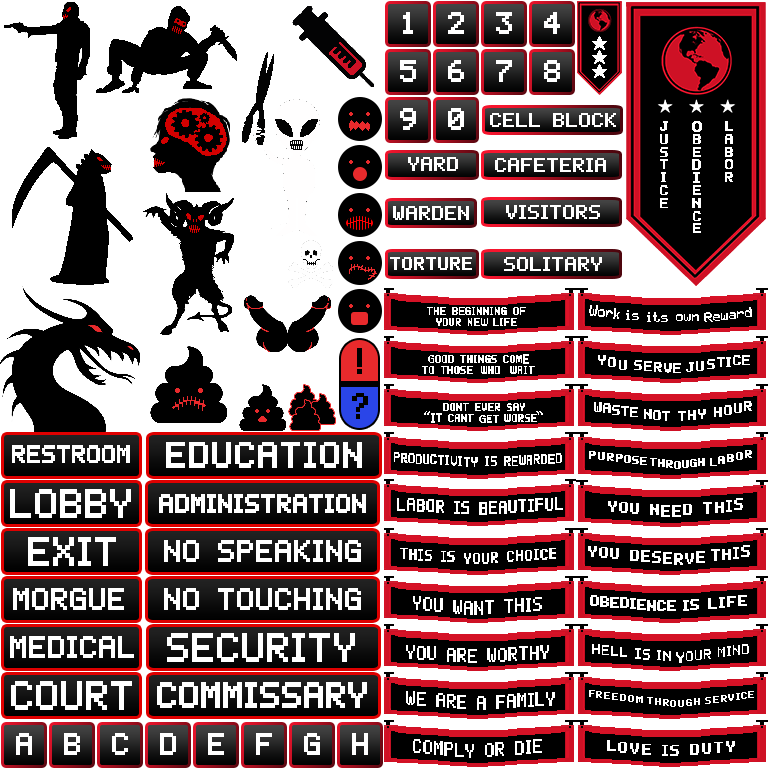 1 2 3 4
5 6 7 8
9 0
CELL BLOCK
YARD
CAFETERIA
WARDEN
VISITORS
TORTURE
SOLITARY
JUSTICE
OBEDIENCE
LABOR
!
?
THE BEGINNING OF
YOUR NEW LIFE
Work is its own Reward
GOOD THINGS COME
TO THOSE WHO WAIT
YOU SERVE JUSTICE
DONT EVER SAY
"IT CANT GET WORSE"
WASTE NOT THY HOUR
PRODUCTIVITY IS REWARDED
PURPOSE THROUGH LABOR
LABOR IS BEAUTIFUL
YOU NEED THIS
THIS IS YOUR CHOICE
YOU DESERVE THIS
YOU WANT THIS
OBEDIENCE IS LIFE
YOU ARE WORTHY
HELL IS IN YOUR MIND
WE ARE A FAMILY
FREEDOM THROUGH SERVICE
COMPLY OR DIE
LOVE IS DUTY
RESTROOM
EDUCATION
LOBBY
ADMINISTRATION
EXIT
NO SPEAKING
MORGUE
NO TOUCHING
MEDICAL
SECURITY
COURT
COMMISSARY
A B C D E F G H